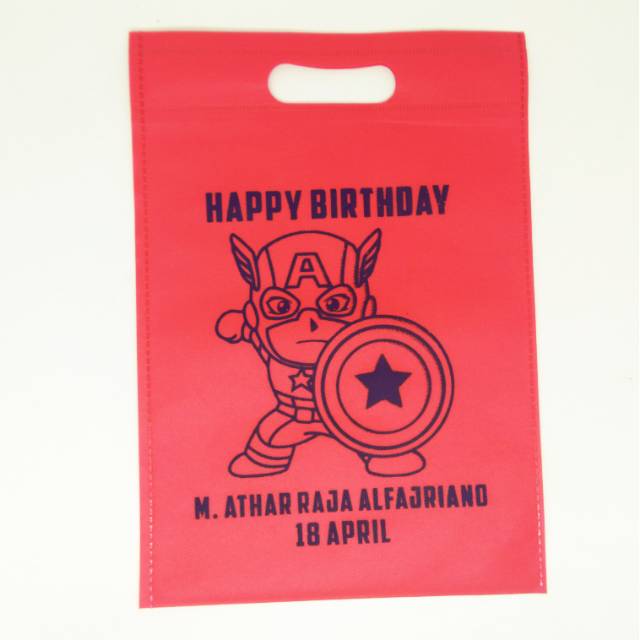 HAPPY BIRTHDAY
A
M. ATHAR RAJA ALFAJRIANO
18 APRIL